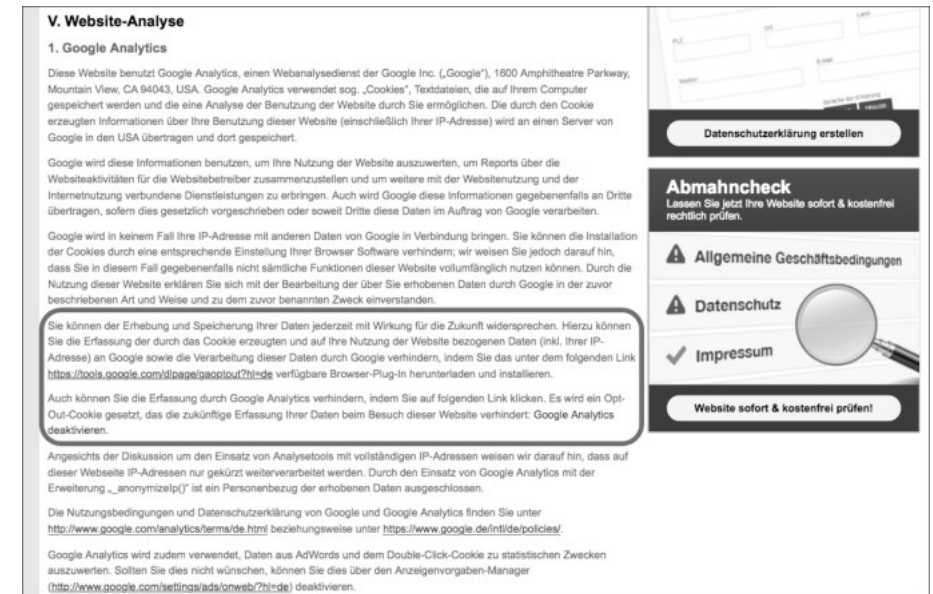 V. Website-Analyse
1. Google Analytics
Diese Website benutzt Google Analytics, einen Webanalysedienst der Google Inc. („Google"), 1600 Amphitheatre Parkway,
Mountain View, CA 94043, USA. Google Analytics verwendet sog. „Cookies", Textdateien, die auf Ihrem Computer
gespeichert werden und die eine Analyse der Benutzung der Website durch Sie ermöglichen. Die durch den Cookie
erzeugten Informationen über Ihre Benutzung dieser Website (einschließlich Ihrer IP-Adresse) wird an einen Server von
Google in den USA übertragen und dort gespeichert.
Google wird diese Informationen benutzen, um Ihre Nutzung der Website auszuwerten, um Reports über die
Websiteaktivitäten für die Websitebetreiber zusammenzustellen und um weitere mit der Websitenutzung und der
Internetnutzung verbundene Dienstleistungen zu erbringen. Auch wird Google diese Informationen gegebenenfalls an Dritte
übertragen, sofern dies gesetzlich vorgeschrieben oder soweit Dritte diese Daten im Auftrag von Google verarbeiten.
Google wird in keinem Fall Ihre IP-Adresse mit anderen Daten von Google in Verbindung bringen. Sie können die Installation
der Cookies durch eine entsprechende Einstellung Ihrer Browser Software verhindern; wir weisen Sie jedoch darauf hin,
dass Sie in diesem Fall gegebenenfalls nicht sämtliche Funktionen dieser Website vollumfänglich nutzen können. Durch die
Nutzung dieser Website erklären Sie sich mit der Bearbeitung der über Sie erhobenen Daten durch Google in der zuvor
beschriebenen Art und Weise und zu dem zuvor benannten Zweck einverstanden.
Sie können der Erhebung und Speicherung Ihrer Daten jederzeit mit Wirkung für die Zukunft widersprechen. Hierzu können
Sie die Erfassung der durch das Cookie erzeugten und auf Ihre Nutzung der Website bezogenen Daten (inkl. Ihrer IP-
Adresse) an Google sowie die Verarbeitung dieser Daten durch Google verhindern, indem Sie das unter dem folgenden Link
https://tools.google.com/dlpage/gaoptout?hl=de verfügbare Browser-Plug-In herunterladen und installieren.
Auch können Sie die Erfassung durch Google Analytics verhindern, indem Sie auf folgenden Link klicken. Es wird ein Opt-
Out-Cookie gesetzt, das die zukünftige Erfassung Ihrer Daten beim Besuch dieser Website verhindert: Google Analytics
deaktivieren.
Angesichts der Diskussion um den Einsatz von Analysetools mit vollständigen IP-Adressen weisen wir darauf hin, dass auf
dieser Webseite IP-Adressen nur gekürzt weiterverarbeitet werden. Durch den Einsatz von Google Analytics mit der
Erweiterung „_anonymizeIp()" ist ein Personenbezug der erhobenen Daten ausgeschlossen.
Die Nutzungsbedingungen und Datenschutzerklärung von Google und Google Analytics finden Sie unter
http://www.google.com/analytics/terms/de.html beziehungsweise unter https://www.google.de/intl/de/policies/.
Google Analytics wird zudem verwendet, Daten aus AdWords und dem Double-Click-Cookie zu statistischen Zwecken
auszuwerten. Sollten Sie dies nicht wünschen, können Sie dies über den Anzeigenvorgaben-Manager
(http://www.google.com/settings/ads/onweb/?hl=de) deaktivieren.
PLZ
Ort
Land
Telefon
E-Mail
Sprache der Erklärung
Datenschutzerklärung erstellen
Abmahncheck
Lassen Sie jetzt Ihre Website sofort & kostenfrei
rechtlich prüfen.
Allgemeine Geschäftsbedingungen
Datenschutz
Impressum
Website sofort & kostenfrei prüfen!